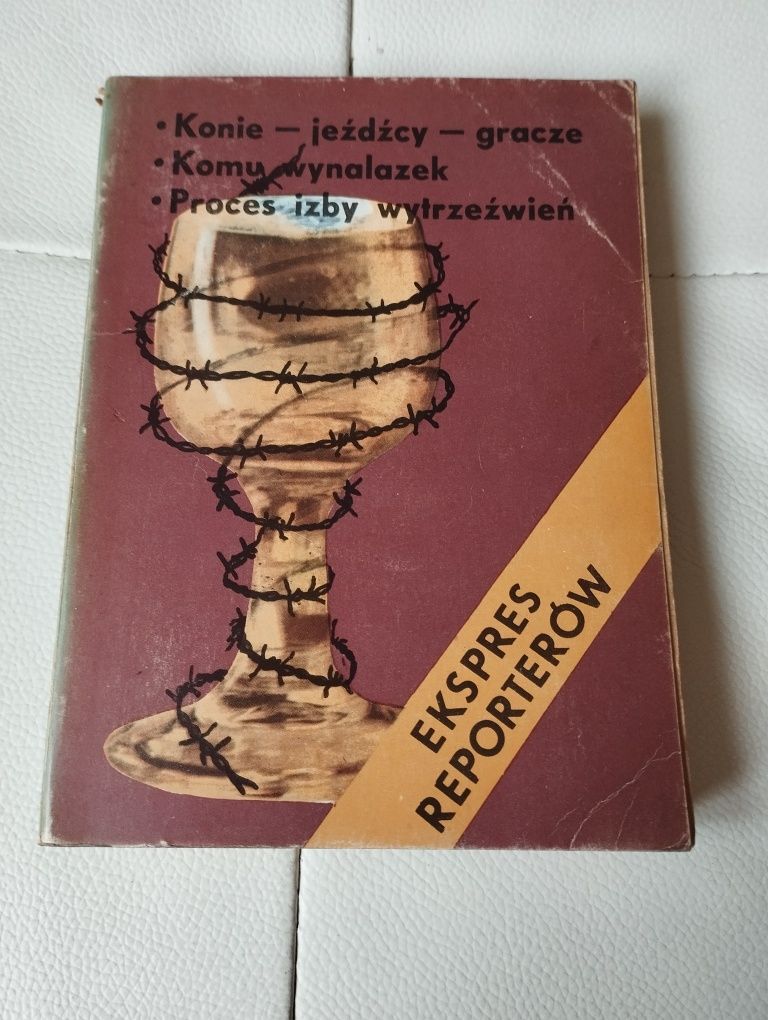 • Konie — jeźdźcy — gracze
• Komu wynalazek
• Proces izby wytrzeźwień
EKSPRES
REPORTERÓW